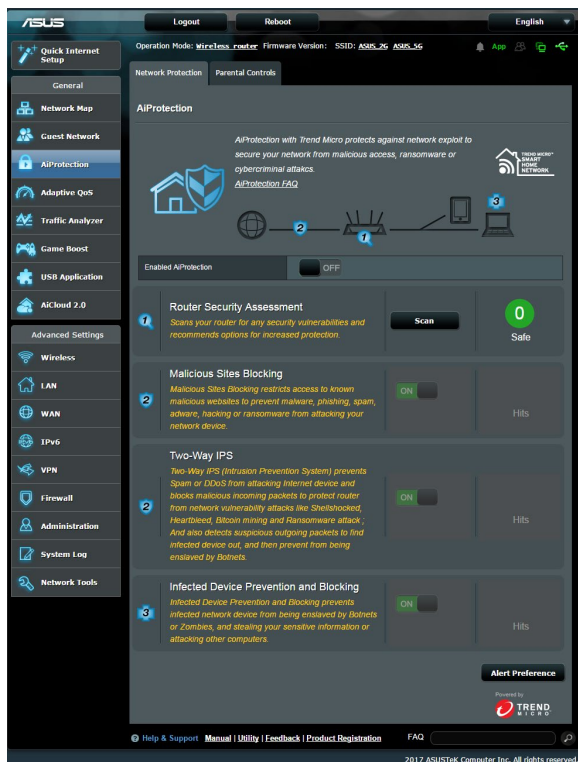 ASUS
Logout
Reboot
English
Quick Internet
Setup
Operation Mode: Wireless router Firmware Version: SSID: ASUS_2G ASUS_5G
App
General
Network Map
Guest Network
AiProtection
Adaptive QoS
Traffic Analyzer
Game Boost
USB Application
AiCloud 2.0
Advanced Settings
Wireless
LAN
WAN
IPv6
VPN
Firewall
Administration
System Log
Network Tools
Network Protection
Parental Controls
AiProtection
AiProtection with Trend Micro protects against network exploit to
secure your network from malicious access, ransomware or
cybercriminal attakcs.
AiProtection FAQ
TREND MICRO™
SMART
HOME
NETWORK
2
1
3
Enabled AiProtection
OFF
1
Router Security Assessment
Scans your router for any security vulnerabilities and
recommends options for increased protection.
Scan
0
Safe
2
Malicious Sites Blocking
Malicious Sites Blocking restricts access to known
malicious websites to prevent malware, phishing, spam,
adware, hacking or ransomware from attacking your
network device.
ON
Hits
2
Two-Way IPS
Two-Way IPS (Intrusion Prevention System) prevents
Spam or DDoS from attacking Internet device and
blocks malicious incoming packets to protect router
from network vulnerability attacks like Shellshocked,
Heartbleed, Bitcoin mining and Ransomware attack ;
And also detects suspicious outgoing packets to find
infected device out, and then prevent from being
enslaved by Botnets.
ON
Hits
3
Infected Device Prevention and Blocking
Infected Device Prevention and Blocking prevents
infected network device from being enslaved by Botnets
or Zombies, and stealing your sensitive information or
attacking other computers.
ON
Hits
Alert Preference
Powered by
TREND
MICRO
Help & Support Manual | Utility | Feedback | Product Registration
FAQ
2017 ASUSTeK Computer Inc. All rights reserved